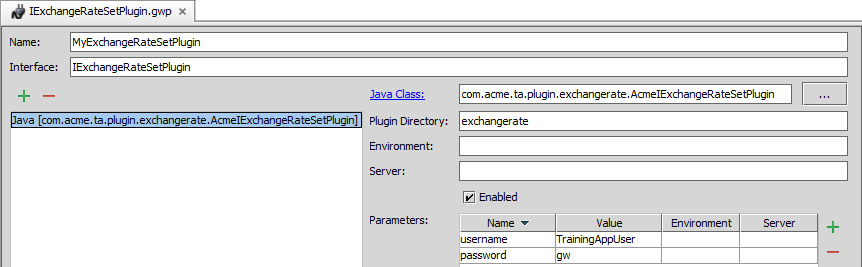 IExchangeRateSetPlugin.gwp ×
Name: MyExchangeRateSetPlugin
Interface: IExchangeRateSetPlugin
Java Class: com.acme.ta.plugin.exchangerate.AcmeIExchangeRateSetPlugin ...
Java [com.acme.ta.plugin.exchangerate.AcmeIExchangeRateSetPlugin]
Plugin Directory: exchangerate
Environment:
Server:
Enabled
Parameters: Name Value Environment Server
username TrainingAppUser
password gw